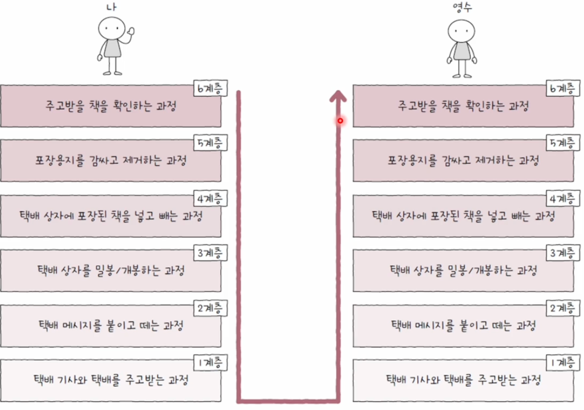 나
영수
6계층
주고받을 책을 확인하는 과정
5계층
포장용지를 감싸고 제거하는 과정
4계층
택배 상자에 포장된 책을 넣고 빼는 과정
3계층
택배 상자를 밀봉/개봉하는 과정
2계층
택배 메시지를 붙이고 떼는 과정
1계층
택배 기사와 택배를 주고받는 과정
6계층
주고받을 책을 확인하는 과정
5계층
포장용지를 감싸고 제거하는 과정
4계층
택배 상자에 포장된 책을 넣고 빼는 과정
3계층
택배 상자를 밀봉/개봉하는 과정
2계층
택배 메시지를 붙이고 떼는 과정
1계층
택배 기사와 택배를 주고받는 과정